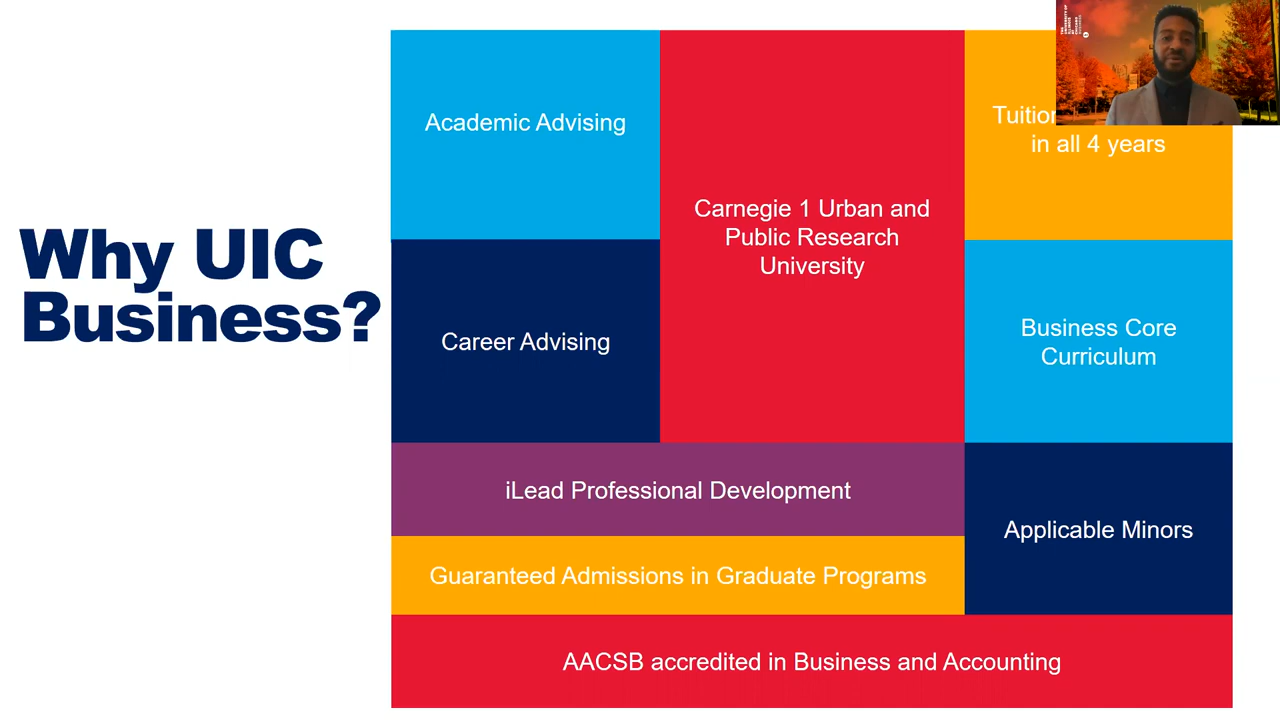 Why UIC
Business?
Academic Advising
Career Advising
Carnegie 1 Urban and
Public Research
University
in all 4 years
Business Core
Curriculum
iLead Professional Development
Applicable Minors
Guaranteed Admissions in Graduate Programs
AACSB accredited in Business and Accounting